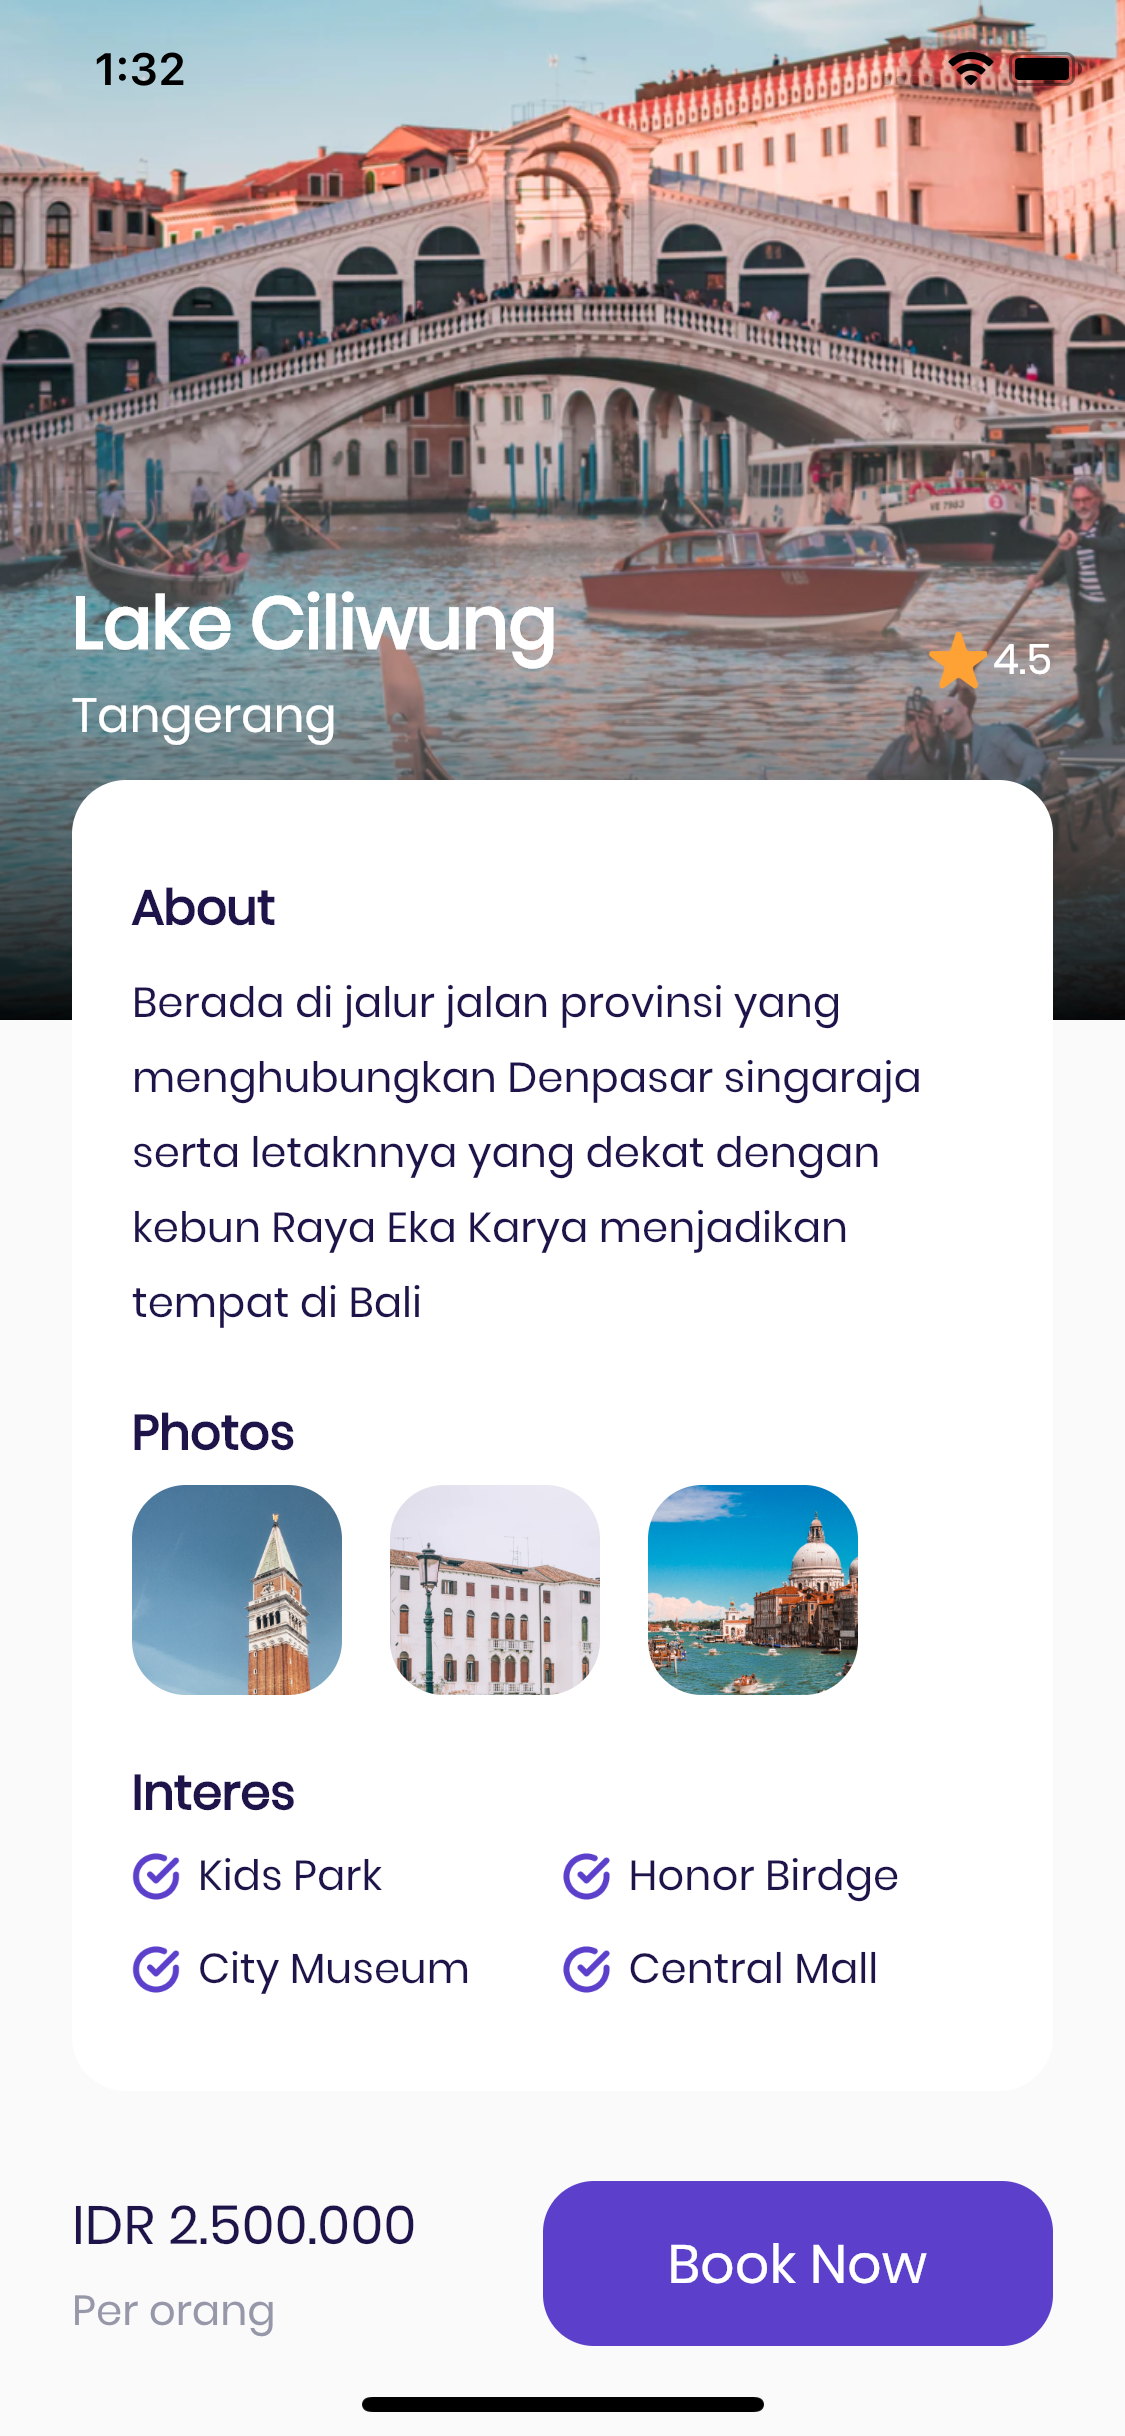 1:32
VE 7983
Lake Ciliwung
4.5
Tangerang
About
Berada di jalur jalan provinsi yang
menghubungkan Denpasar singaraja
serta letaknnya yang dekat dengan
kebun Raya Eka Karya menjadikan
tempat di Bali
Photos
Interes
Kids Park
Honor Birdge
City Museum
Central Mall
IDR 2.500.000
Book Now
Per orang